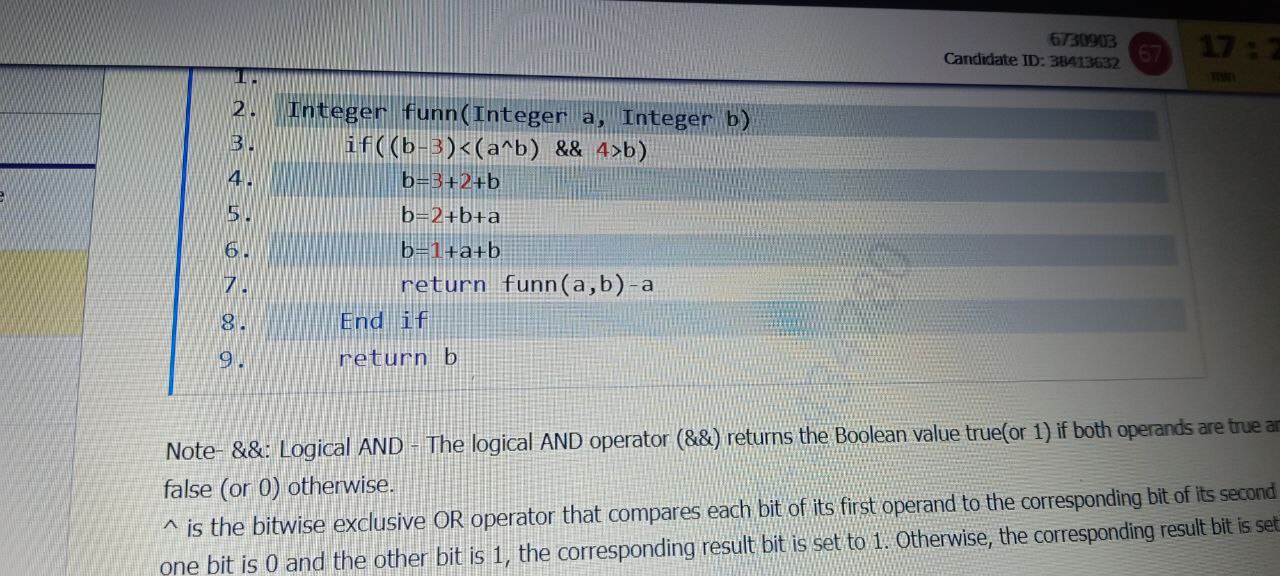 6730903
Candidate ID: 38413632
67
17 :
min
1.
2. Integer funn(Integer a, Integer b)
3. if((b-3)<(a^b) && 4>b)
4. b=3+2+b
5. b=2+b+a
6. b=1+a+b
7. return funn(a,b)-a
8. End if
9. return b
Note- &&: Logical AND - The logical AND operator (&&) returns the Boolean value true(or 1) if both operands are true
false (or 0) otherwise.
^ is the bitwise exclusive OR operator that compares each bit of its first operand to the corresponding bit of its second
one bit is 0 and the other bit is 1, the corresponding result bit is set to 1. Otherwise, the corresponding result bit is set